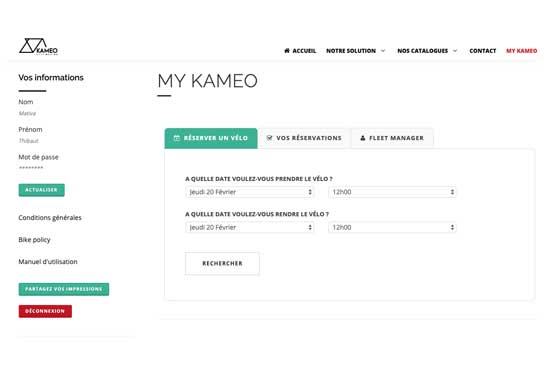 KAMEO
ACCUEIL NOTRE SOLUTION NOS CATALOGUES CONTACT MY KAMEO
Vos informations
Nom
Mativa
Prénom
Thibaut
Mot de passe
********
ACTUALISER
Conditions générales
Bike policy
Manuel d'utilisation
PARTAGEZ VOS IMPRESSIONS
DÉCONNEXION
MY KAMEO
RÉSERVER UN VÉLO VOS RÉSERVATIONS FLEET MANAGER
A QUELLE DATE VOULEZ-VOUS PRENDRE LE VÉLO ?
Jeudi 20 Février 12h00
A QUELLE DATE VOULEZ-VOUS RENDRE LE VÉLO ?
Jeudi 20 Février 12h00
RECHERCHER